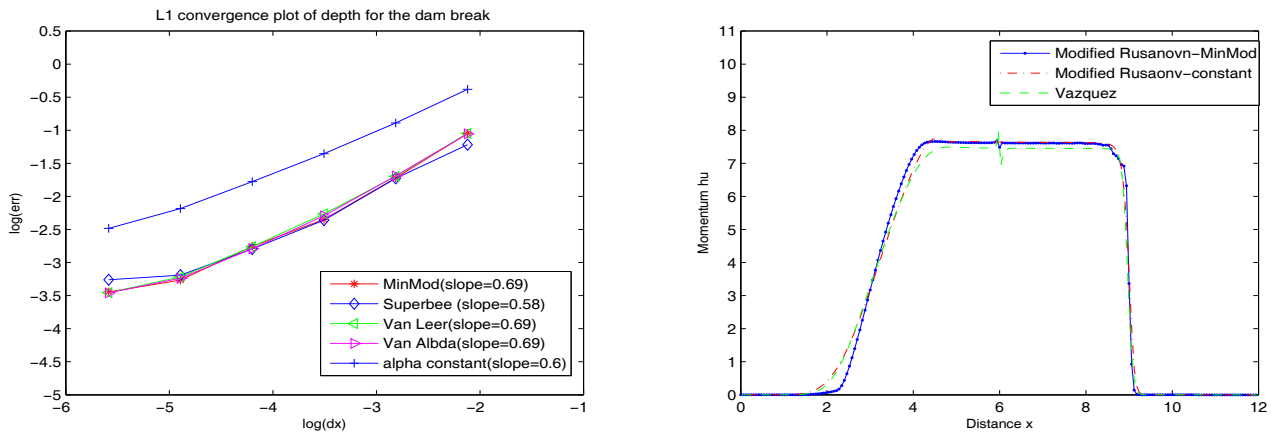 L1 convergence plot of depth for the dam break
0.5
0
−0.5
−1
−1.5
−2
−2.5
−3
−3.5
−4
−4.5
−5
log(err)
−6
−5
−4
−3
−2
−1
log(dx)
MinMod(slope=0.69)
Superbee (slope=0.58)
Van Leer(slope=0.69)
Van Albda(slope=0.69)
alpha constant(slope=0.6)
11
10
9
8
7
6
5
4
3
2
1
0
Momentum hu
0
2
4
6
8
10
12
Distance x
Modified Rusanovn−MinMod
Modified Rusaonv−constant
Vazquez